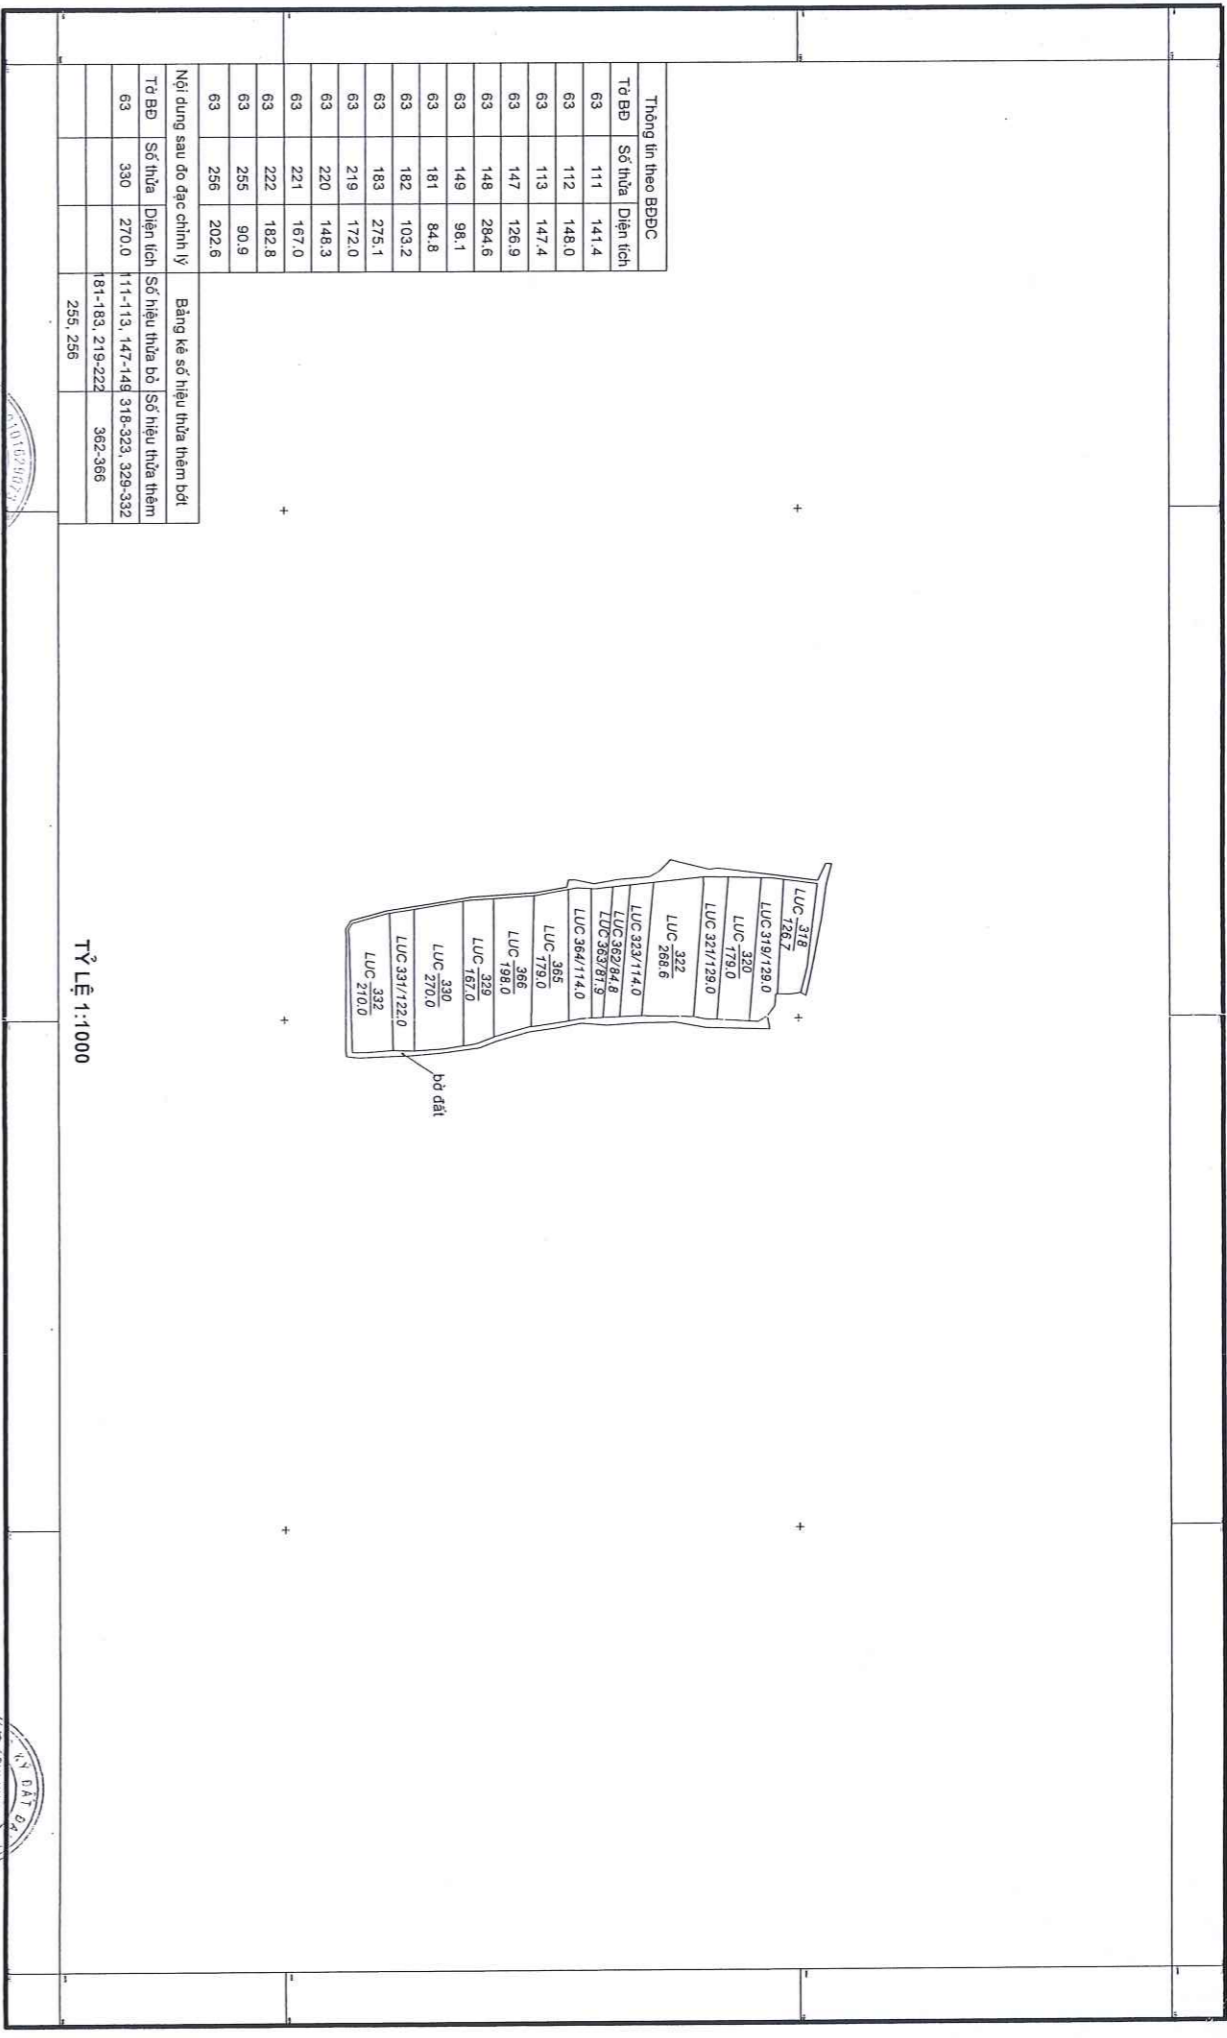 Thông tin theo BĐĐC
Tờ BĐ Số thửa Diện tích
63 111 141.4
63 112 148.0
63 113 147.4
63 147 126.9
63 148 284.6
63 149 98.1
63 181 84.8
63 182 103.2
63 183 275.1
63 219 172.0
63 220 148.3
63 221 167.0
63 222 182.8
63 255 90.9
63 256 202.6
Nội dung sau đo đạc chỉnh lý Bảng kê số hiệu thửa thêm bớt
Tờ BĐ Số thửa Diện tích Số hiệu thửa bỏ Số hiệu thửa thêm
63 330 270.0 111-113, 147-149 318-323, 329-332
181-183, 219-222 362-366
255, 256
LUC 318
126.7
LUC 319/129.0
LUC 320
179.0
LUC 321/129.0
LUC 322
268.6
LUC 323/114.0
LUC 362/84.8
LUC 363/81.9
LUC 364/114.0
LUC 365
179.0
LUC 366
198.0
LUC 329
167.0
LUC 330
270.0
LUC 331/122.0
LUC 332
210.0
bờ đất
TỶ LỆ 1:1000
KÝ ĐẤT ĐA